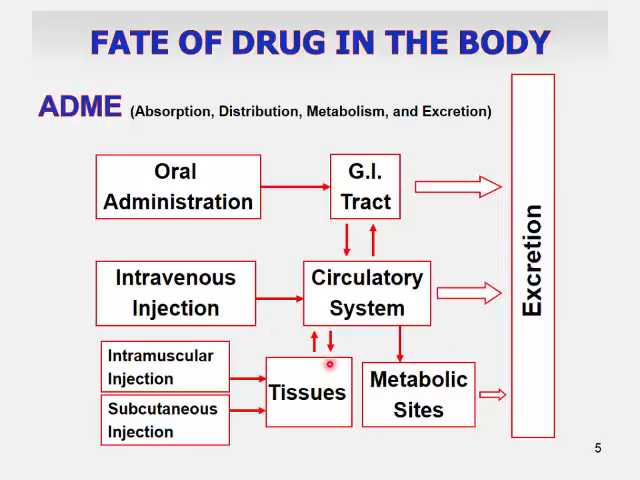 FATE OF DRUG IN THE BODY
ADME (Absorption, Distribution, Metabolism, and Excretion)
Oral
Administration
G.I.
Tract
Intravenous
Injection
Circulatory
System
Intramuscular
Injection
Subcutaneous
Injection
Tissues
Metabolic
Sites
Excretion
5